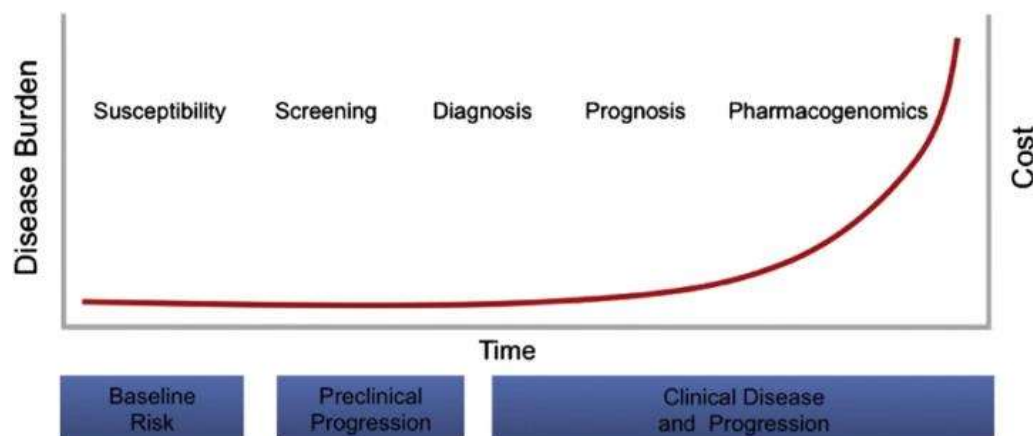 Susceptibility Screening Diagnosis Prognosis Pharmacogenomics
Disease Burden
Cost
Time
Baseline
Risk
Preclinical
Progression
Clinical Disease
and Progression